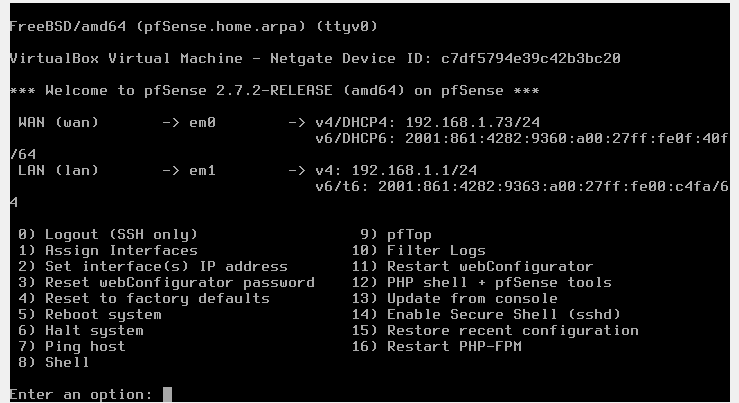 FreeBSD/amd64 (pfSense.home.arpa) (ttyv0)
VirtualBox Virtual Machine - Netgate Device ID: c7df5794e39c42b3bc20
*** Welcome to pfSense 2.7.2-RELEASE (amd64) on pfSense ***
WAN (wan) -> em0 -> v4/DHCP4: 192.168.1.73/24
v6/DHCP6: 2001:861:4282:9360:a00:27ff:fe0f:40f
/64
LAN (lan) -> em1 -> v4: 192.168.1.1/24
v6/t6: 2001:861:4282:9363:a00:27ff:fe00:c4fa/6
4
0) Logout (SSH only) 9) pfTop
1) Assign Interfaces 10) Filter Logs
2) Set interface(s) IP address 11) Restart webConfigurator
3) Reset webConfigurator password 12) PHP shell + pfSense tools
4) Reset to factory defaults 13) Update from console
5) Reboot system 14) Enable Secure Shell (sshd)
6) Halt system 15) Restore recent configuration
7) Ping host 16) Restart PHP-FPM
8) Shell
Enter an option: